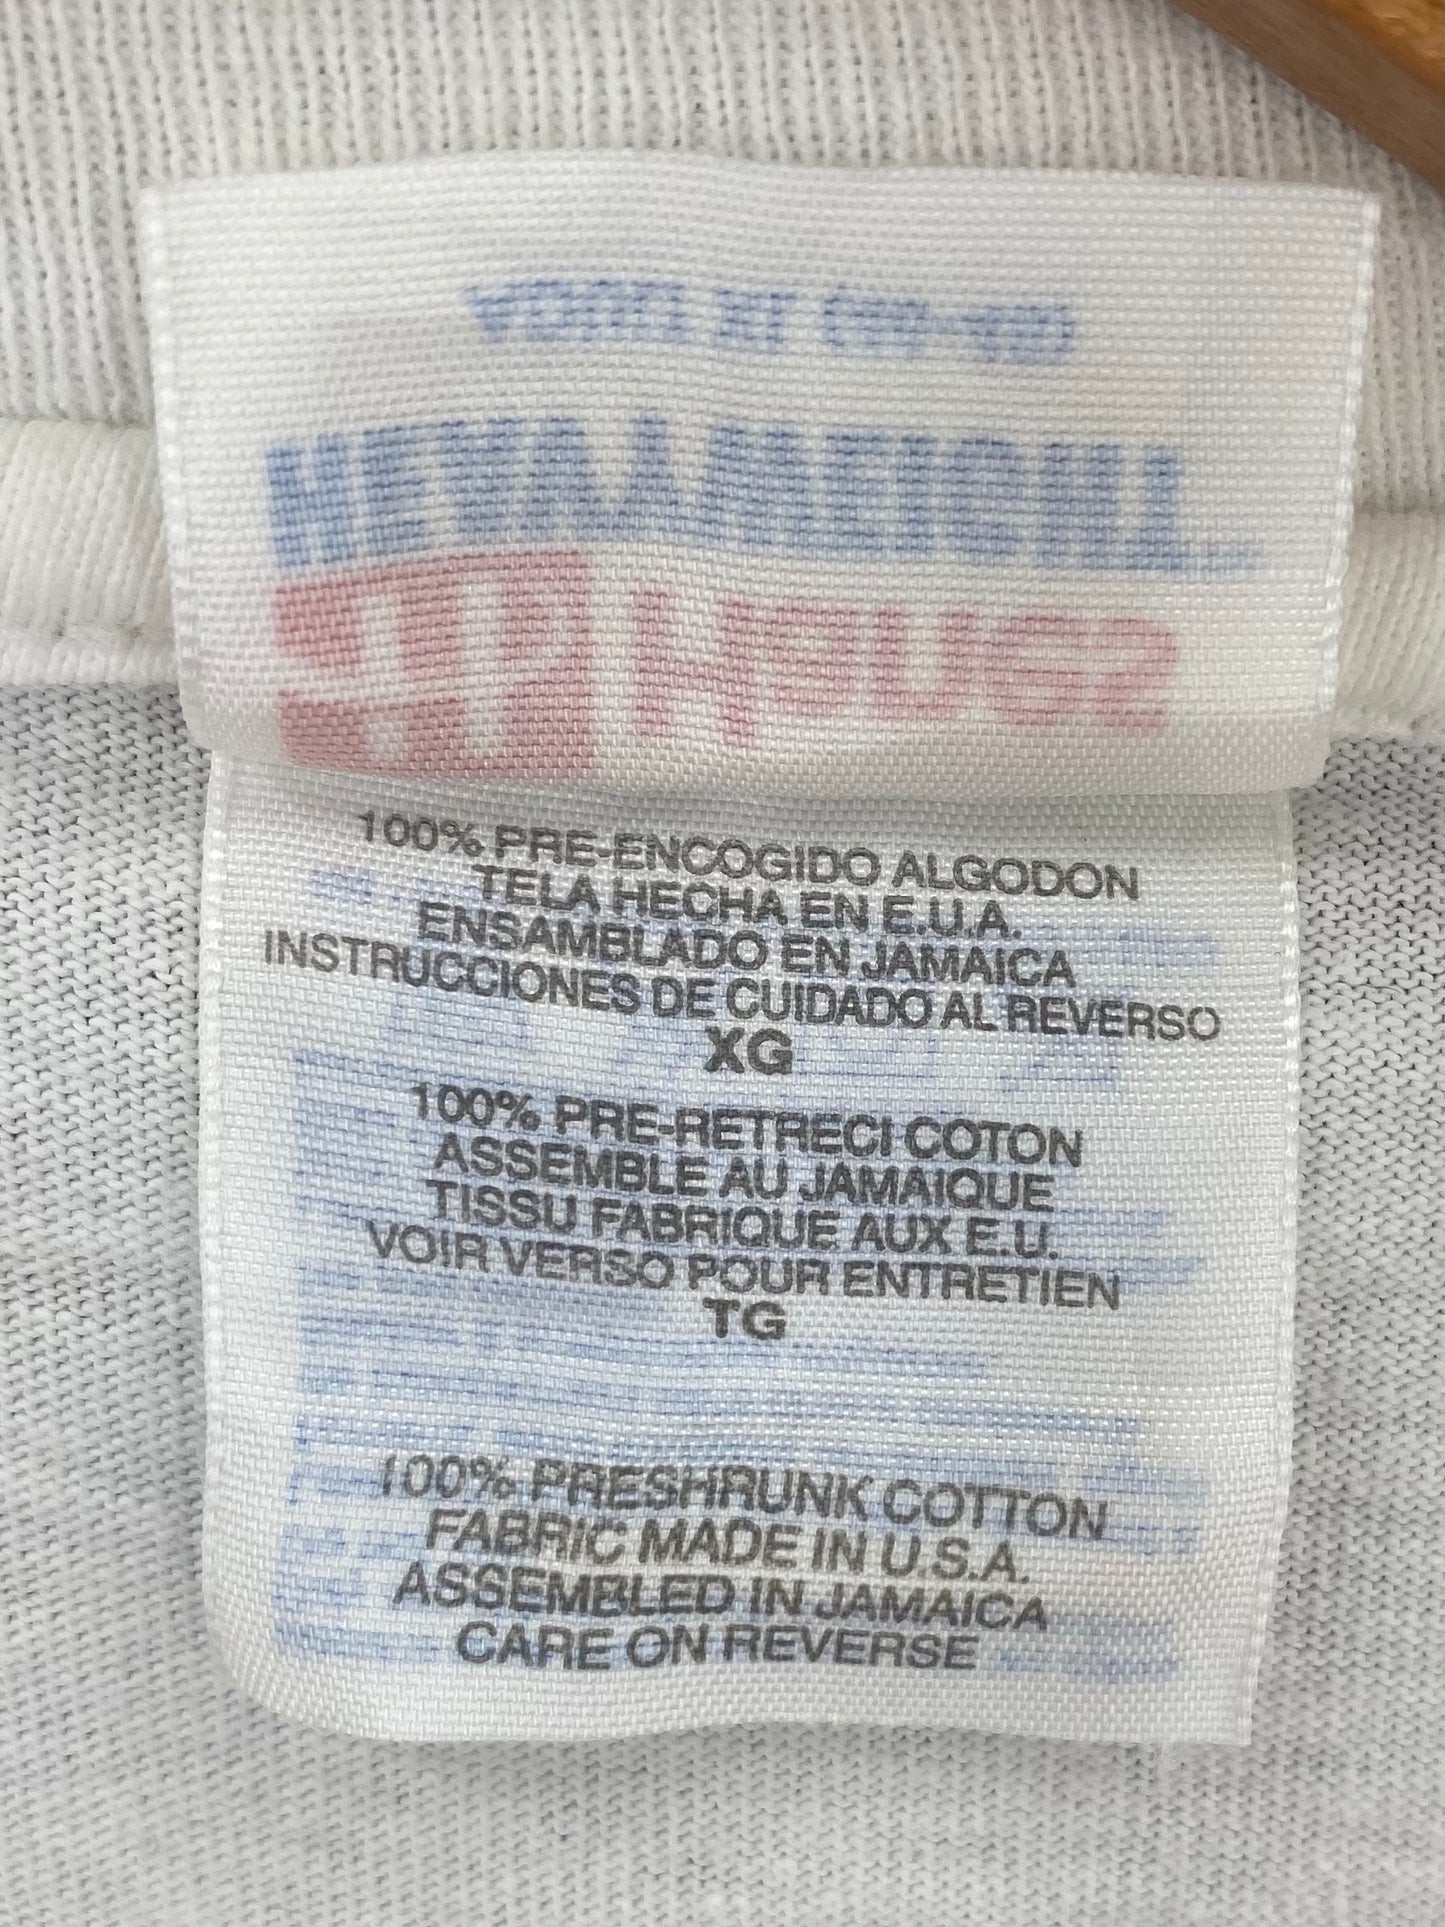 100% PRE-ENCOGIDO ALGODON
TELA HECHA EN E.U.A.
ENSAMBLADO EN JAMAICA
INSTRUCCIONES DE CUIDADO AL REVERSO
XG
100% PRE-RETRECI COTON
ASSEMBLE AU JAMAIQUE
TISSU FABRIQUE AUX E.U.
VOIR VERSO POUR ENTRETIEN
TG
100% PRESHRUNK COTTON
FABRIC MADE IN U.S.A.
ASSEMBLED IN JAMAICA
CARE ON REVERSE